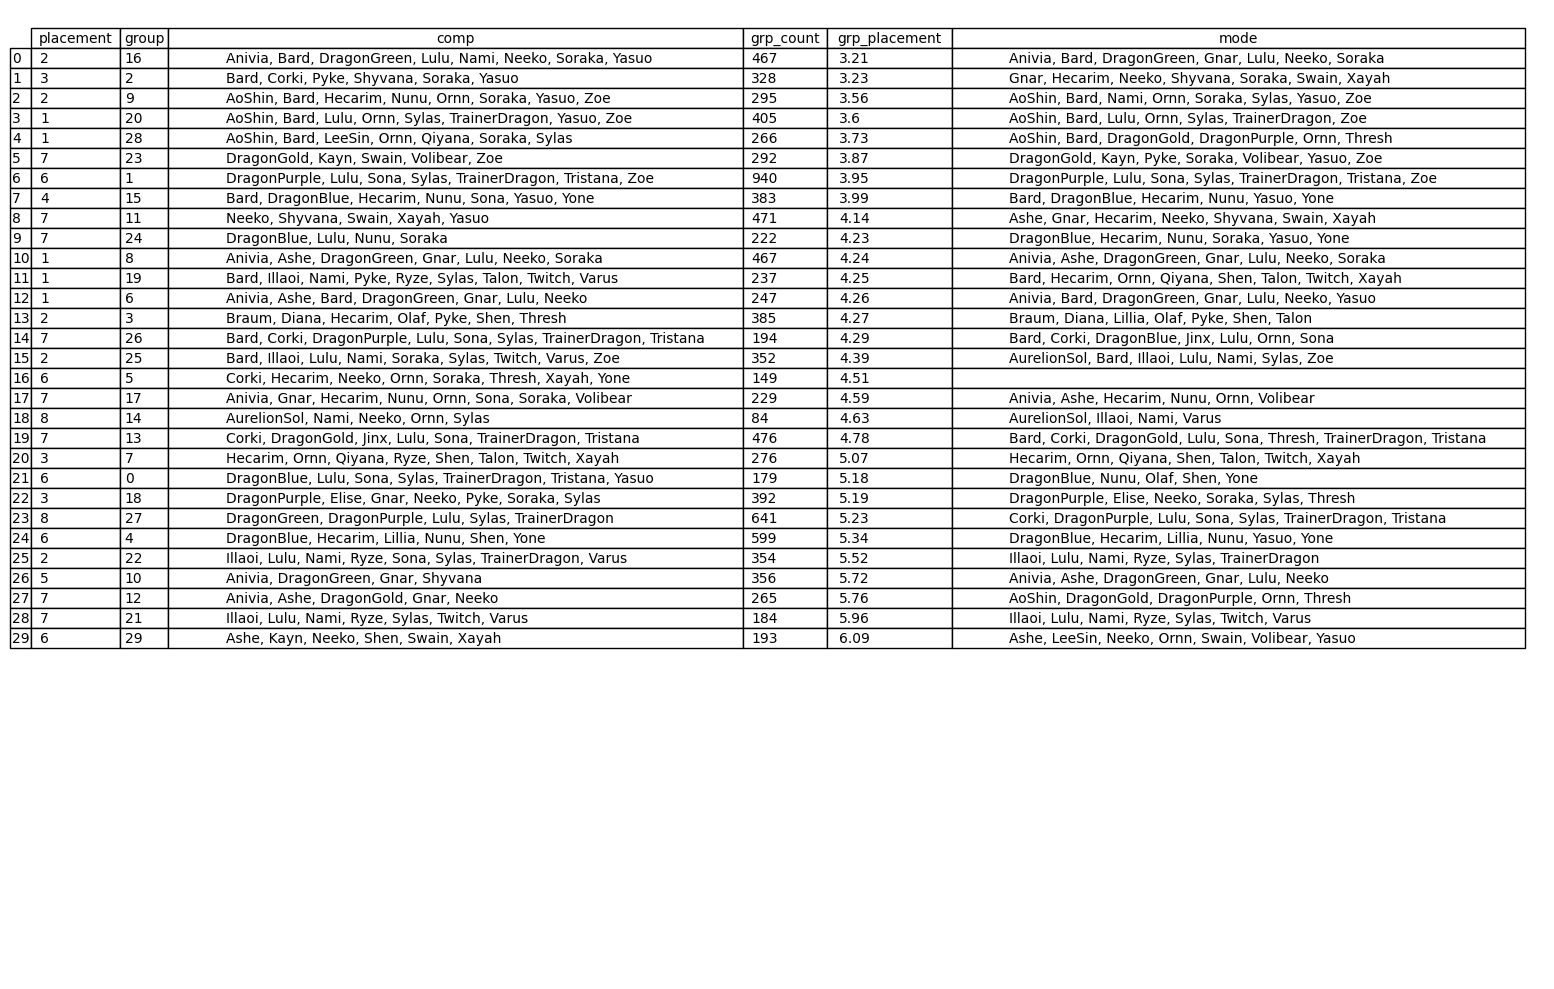 placement group comp grp_count grp_placement mode
0 2 16 Anivia, Bard, DragonGreen, Lulu, Nami, Neeko, Soraka, Yasuo 467 3.21 Anivia, Bard, DragonGreen, Gnar, Lulu, Neeko, Soraka
1 3 2 Bard, Corki, Pyke, Shyvana, Soraka, Yasuo 328 3.23 Gnar, Hecarim, Neeko, Shyvana, Soraka, Swain, Xayah
2 2 9 AoShin, Bard, Hecarim, Nunu, Ornn, Soraka, Yasuo, Zoe 295 3.56 AoShin, Bard, Nami, Ornn, Soraka, Sylas, Yasuo, Zoe
3 1 20 AoShin, Bard, Lulu, Ornn, Sylas, TrainerDragon, Yasuo, Zoe 405 3.6 AoShin, Bard, Lulu, Ornn, Sylas, TrainerDragon, Zoe
4 1 28 AoShin, Bard, LeeSin, Ornn, Qiyana, Soraka, Sylas 266 3.73 AoShin, Bard, DragonGold, DragonPurple, Ornn, Thresh
5 7 23 DragonGold, Kayn, Swain, Volibear, Zoe 292 3.87 DragonGold, Kayn, Pyke, Soraka, Volibear, Yasuo, Zoe
6 6 1 DragonPurple, Lulu, Sona, Sylas, TrainerDragon, Tristana, Zoe 940 3.95 DragonPurple, Lulu, Sona, Sylas, TrainerDragon, Tristana, Zoe
7 4 15 Bard, DragonBlue, Hecarim, Nunu, Sona, Yasuo, Yone 383 3.99 Bard, DragonBlue, Hecarim, Nunu, Yasuo, Yone
8 7 11 Neeko, Shyvana, Swain, Xayah, Yasuo 471 4.14 Ashe, Gnar, Hecarim, Neeko, Shyvana, Swain, Xayah
9 7 24 DragonBlue, Lulu, Nunu, Soraka 222 4.23 DragonBlue, Hecarim, Nunu, Soraka, Yasuo, Yone
10 1 8 Anivia, Ashe, DragonGreen, Gnar, Lulu, Neeko, Soraka 467 4.24 Anivia, Ashe, DragonGreen, Gnar, Lulu, Neeko, Soraka
11 1 19 Bard, Illaoi, Nami, Pyke, Ryze, Sylas, Talon, Twitch, Varus 237 4.25 Bard, Hecarim, Ornn, Qiyana, Shen, Talon, Twitch, Xayah
12 1 6 Anivia, Ashe, Bard, DragonGreen, Gnar, Lulu, Neeko 247 4.26 Anivia, Bard, DragonGreen, Gnar, Lulu, Neeko, Yasuo
13 2 3 Braum, Diana, Hecarim, Olaf, Pyke, Shen, Thresh 385 4.27 Braum, Diana, Lillia, Olaf, Pyke, Shen, Talon
14 7 26 Bard, Corki, DragonPurple, Lulu, Sona, Sylas, TrainerDragon, Tristana 194 4.29 Bard, Corki, DragonBlue, Jinx, Lulu, Ornn, Sona
15 2 25 Bard, Illaoi, Lulu, Nami, Soraka, Sylas, Twitch, Varus, Zoe 352 4.39 AurelionSol, Bard, Illaoi, Lulu, Nami, Sylas, Zoe
16 6 5 Corki, Hecarim, Neeko, Ornn, Soraka, Thresh, Xayah, Yone 149 4.51
17 7 17 Anivia, Gnar, Hecarim, Nunu, Ornn, Sona, Soraka, Volibear 229 4.59 Anivia, Ashe, Hecarim, Nunu, Ornn, Volibear
18 8 14 AurelionSol, Nami, Neeko, Ornn, Sylas 84 4.63 AurelionSol, Illaoi, Nami, Varus
19 7 13 Corki, DragonGold, Jinx, Lulu, Sona, TrainerDragon, Tristana 476 4.78 Bard, Corki, DragonGold, Lulu, Sona, Thresh, TrainerDragon, Tristana
20 3 7 Hecarim, Ornn, Qiyana, Ryze, Shen, Talon, Twitch, Xayah 276 5.07 Hecarim, Ornn, Qiyana, Shen, Talon, Twitch, Xayah
21 6 0 DragonBlue, Lulu, Sona, Sylas, TrainerDragon, Tristana, Yasuo 179 5.18 DragonBlue, Nunu, Olaf, Shen, Yone
22 3 18 DragonPurple, Elise, Gnar, Neeko, Pyke, Soraka, Sylas 392 5.19 DragonPurple, Elise, Neeko, Soraka, Sylas, Thresh
23 8 27 DragonGreen, DragonPurple, Lulu, Sylas, TrainerDragon 641 5.23 Corki, DragonPurple, Lulu, Sona, Sylas, TrainerDragon, Tristana
24 6 4 DragonBlue, Hecarim, Lillia, Nunu, Shen, Yone 599 5.34 DragonBlue, Hecarim, Lillia, Nunu, Yasuo, Yone
25 2 22 Illaoi, Lulu, Nami, Ryze, Sona, Sylas, TrainerDragon, Varus 354 5.52 Illaoi, Lulu, Nami, Ryze, Sylas, TrainerDragon
26 5 10 Anivia, DragonGreen, Gnar, Shyvana 356 5.72 Anivia, Ashe, DragonGreen, Gnar, Lulu, Neeko
27 7 12 Anivia, Ashe, DragonGold, Gnar, Neeko 265 5.76 AoShin, DragonGold, DragonPurple, Ornn, Thresh
28 7 21 Illaoi, Lulu, Nami, Ryze, Sylas, Twitch, Varus 184 5.96 Illaoi, Lulu, Nami, Ryze, Sylas, Twitch, Varus
29 6 29 Ashe, Kayn, Neeko, Shen, Swain, Xayah 193 6.09 Ashe, LeeSin, Neeko, Ornn, Swain, Volibear, Yasuo